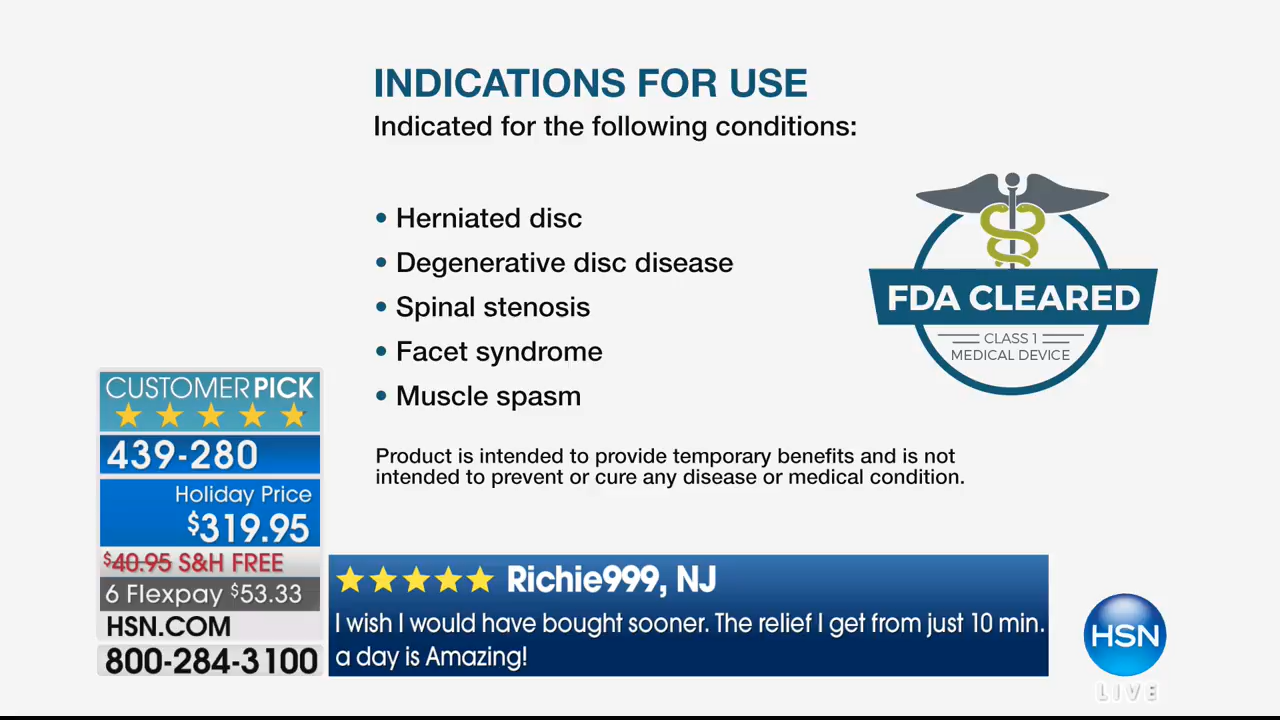 INDICATIONS FOR USE
Indicated for the following conditions:
• Herniated disc
• Degenerative disc disease
• Spinal stenosis
• Facet syndrome
• Muscle spasm
Product is intended to provide temporary benefits and is not
intended to prevent or cure any disease or medical condition.
FDA CLEARED
CLASS 1
MEDICAL DEVICE
CUSTOMER PICK
439-280
Holiday Price
$319.95
$40.95 S&H FREE
6 Flexpay $53.33
HSN.COM
800-284-3100
Richie999, NJ
I wish I would have bought sooner. The relief I get from just 10 min.
a day is Amazing!
HSN
LIVE